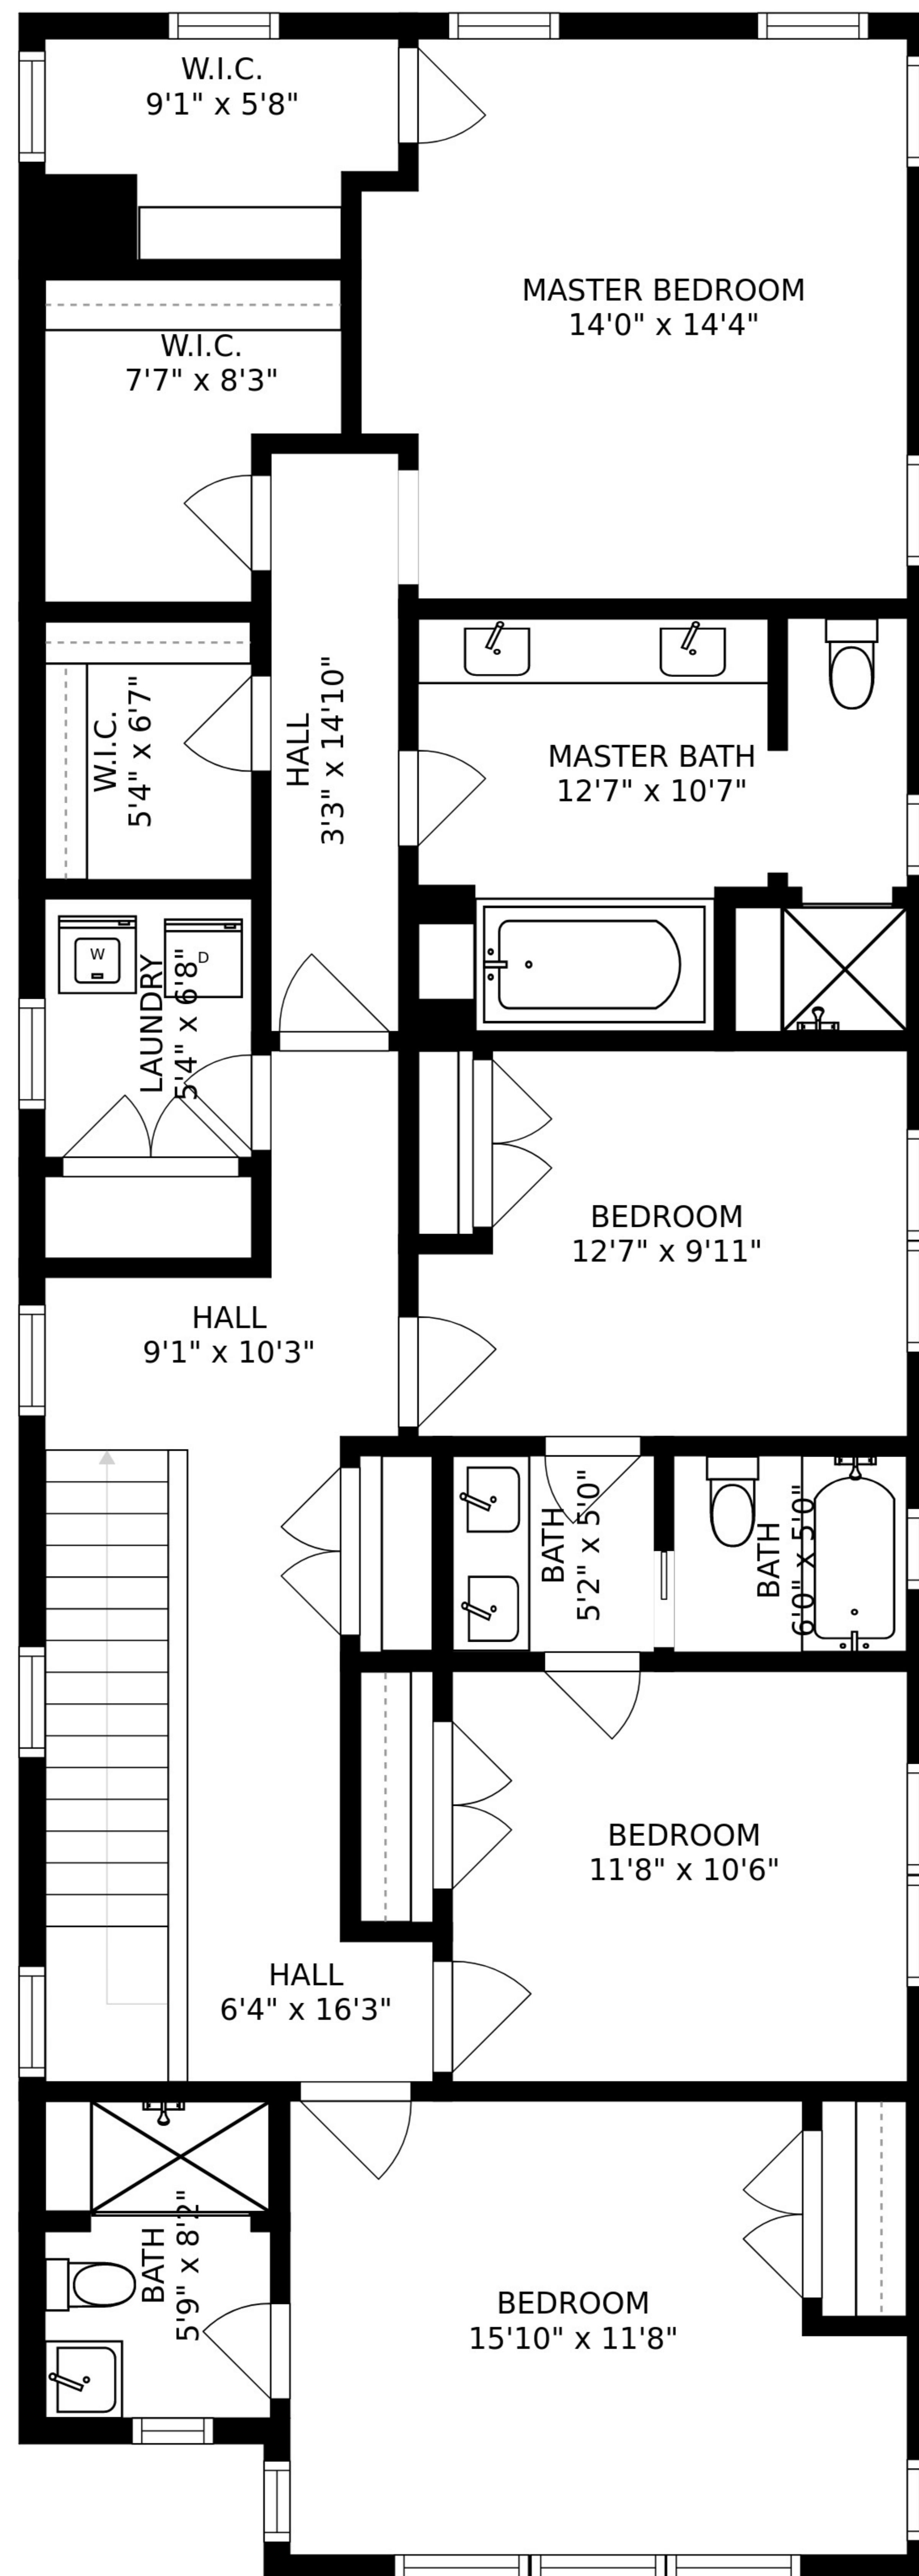 W.I.C.
9'1" x 5'8"
MASTER BEDROOM
14'0" x 14'4"
W.I.C.
7'7" x 8'3"
HALL
3'3" x 14'10"
W.I.C.
5'4" x 6'7"
MASTER BATH
12'7" x 10'7"
W
D
LAUNDRY
5'4" x 6'8"
BEDROOM
12'7" x 9'11"
HALL
9'1" x 10'3"
BATH
5'2" x 5'0"
BATH
6'0" x 5'0"
BEDROOM
11'8" x 10'6"
HALL
6'4" x 16'3"
BATH
5'9" x 8'2"
BEDROOM
15'10" x 11'8"